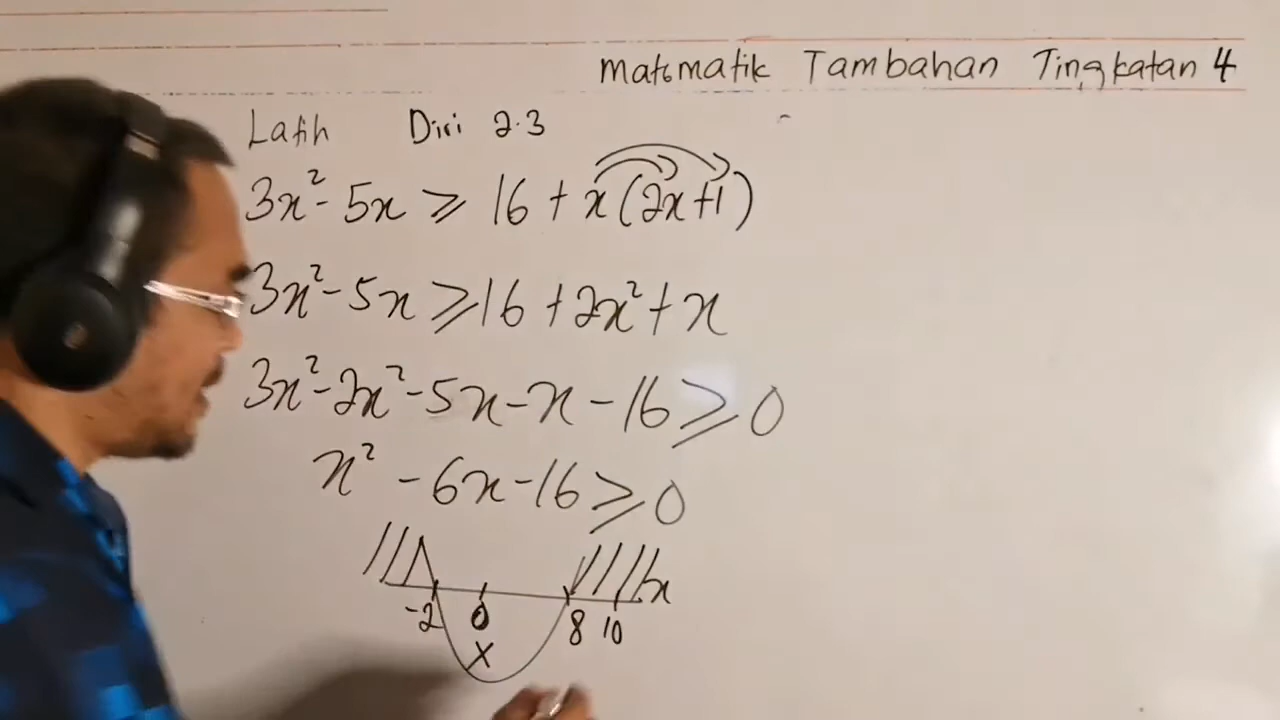 Matematik Tambahan Tingkatan 4
Latih Diri 2.3
3x² - 5x ≥ 16 + x(2x+1)
3x² - 5x ≥ 16 + 2x² + x
3x² - 2x² - 5x - x - 16 ≥ 0
x² - 6x - 16 ≥ 0
x
-2 0 8 10
X